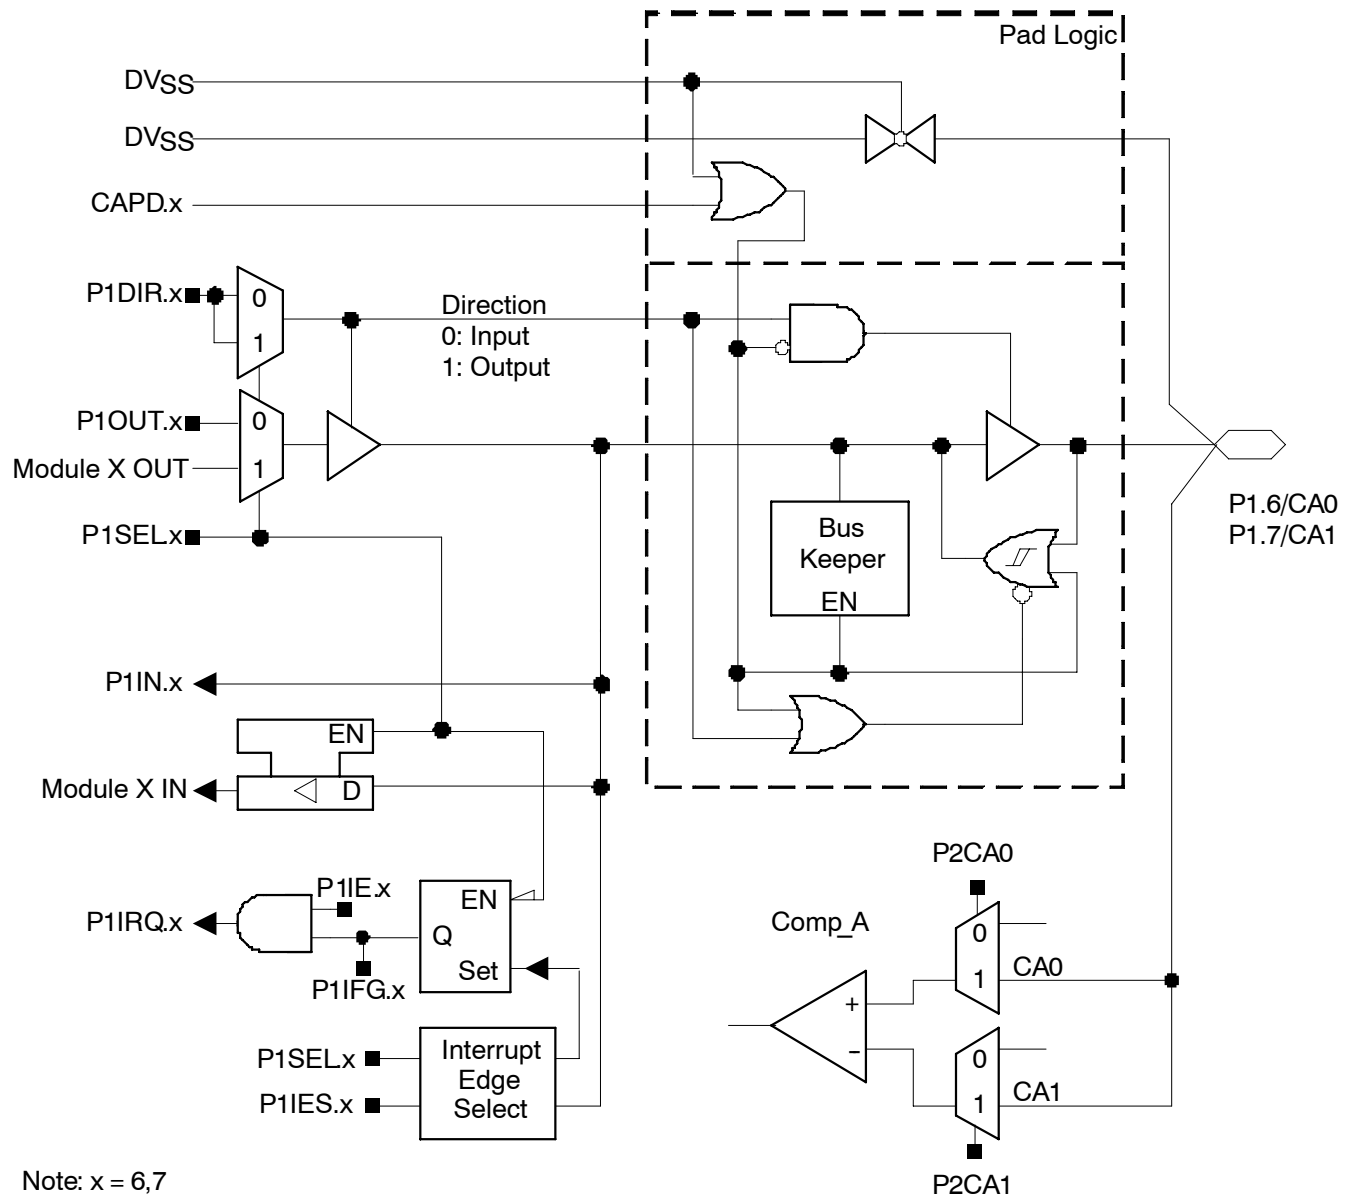 Pad Logic
DVSS
DVSS
CAPD.x
P1DIR.x
0
1
Direction
0: Input
1: Output
P1OUT.x
0
Module X OUT
1
P1SEL.x
Bus
Keeper
EN
P1.6/CA0
P1.7/CA1
P1IN.x
EN
Module X IN
D
P1IRQ.x
P1IE.x
P1IFG.x
EN
Q
Set
P1SEL.x
P1IES.x
Interrupt
Edge
Select
P2CA0
Comp_A
0
1
CA0
+
−
0
1
CA1
P2CA1
Note: x = 6,7